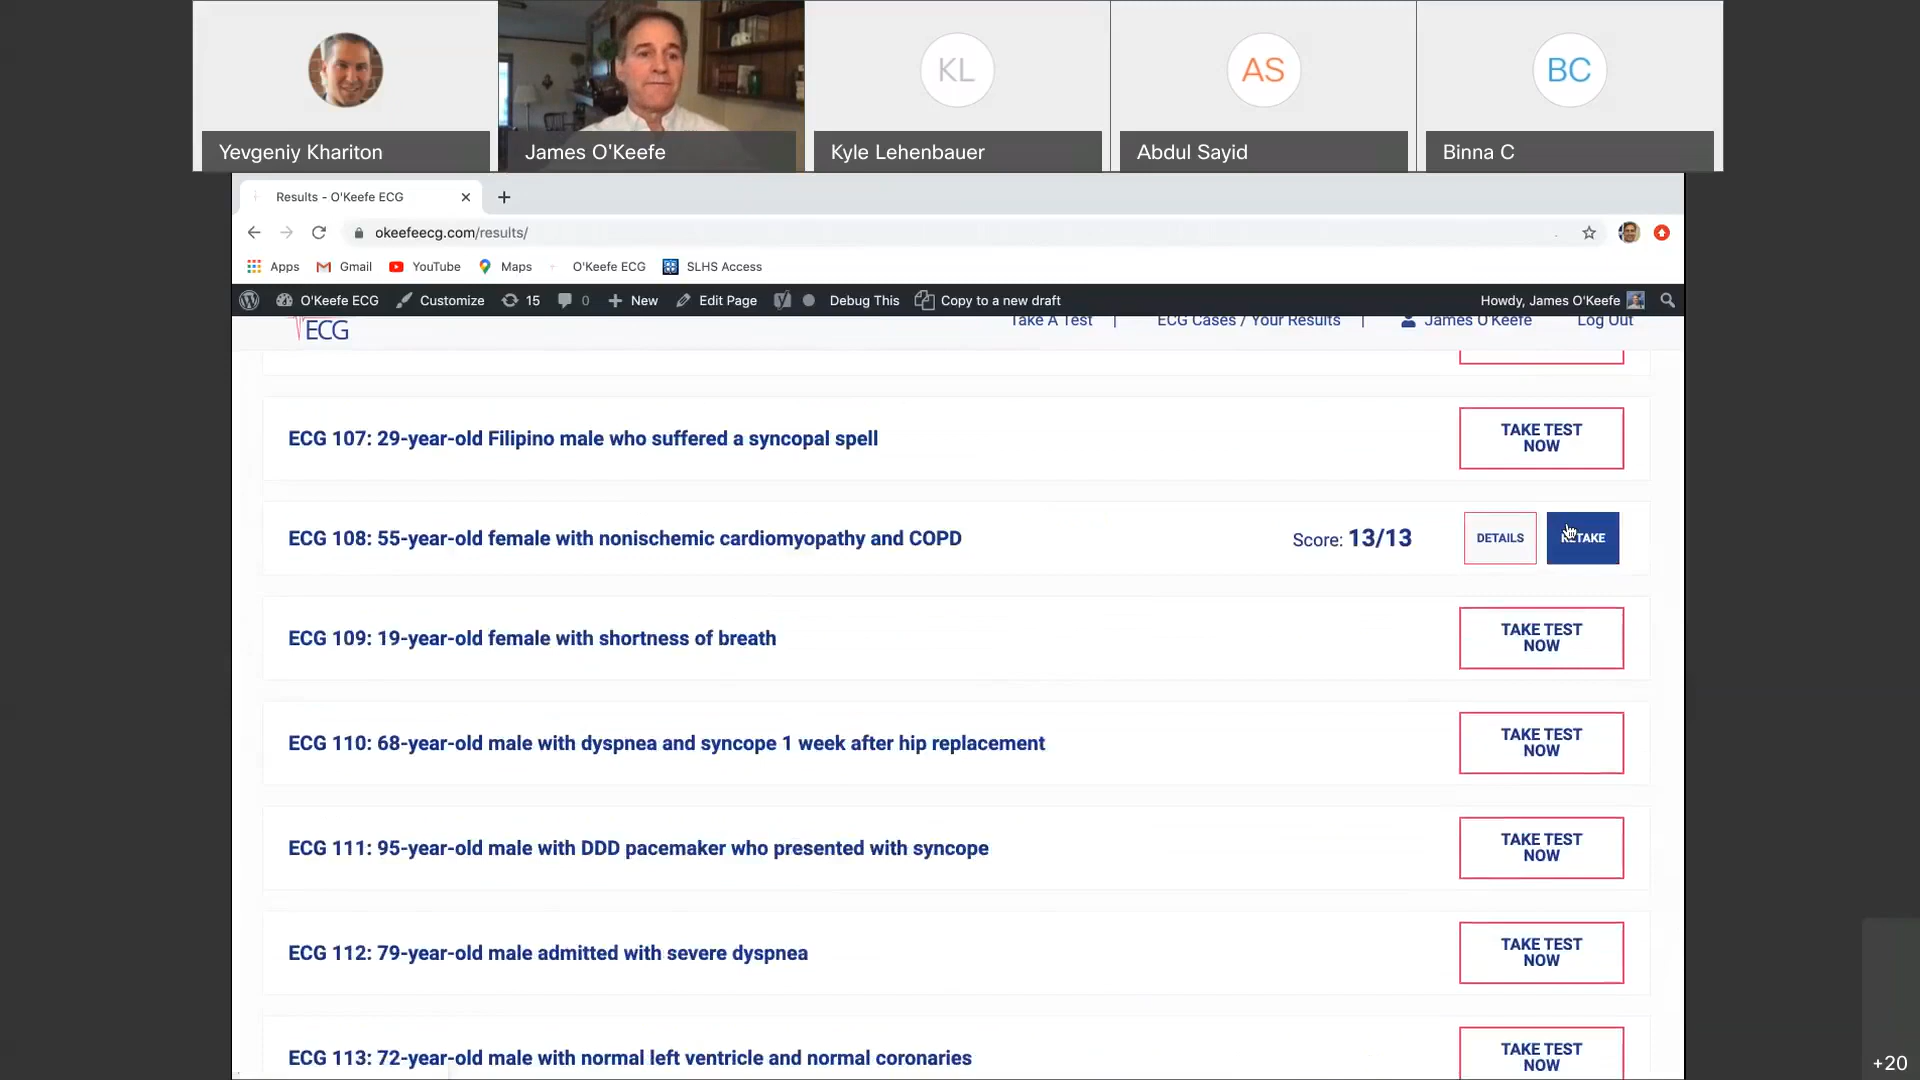 KL
AS
BC
Yevgeniy Khariton
James O'Keefe
Kyle Lehenbauer
Abdul Sayid
Binna C
Results - O'Keefe ECG
okeefeecg.com/results/
Apps
Gmail
YouTube
Maps
O'Keefe ECG
SLHS Access
O'Keefe ECG
Customize
15
0
New
Edit Page
Debug This
Copy to a new draft
Howdy, James O'Keefe
ECG
Take A Test
|
ECG Cases / Your Results
|
James O'Keefe
Log Out
ECG 107: 29-year-old Filipino male who suffered a syncopal spell
TAKE TEST
NOW
ECG 108: 55-year-old female with nonischemic cardiomyopathy and COPD
Score: 13/13
DETAILS
RETAKE
ECG 109: 19-year-old female with shortness of breath
TAKE TEST
NOW
ECG 110: 68-year-old male with dyspnea and syncope 1 week after hip replacement
TAKE TEST
NOW
ECG 111: 95-year-old male with DDD pacemaker who presented with syncope
TAKE TEST
NOW
ECG 112: 79-year-old male admitted with severe dyspnea
TAKE TEST
NOW
ECG 113: 72-year-old male with normal left ventricle and normal coronaries
TAKE TEST
NOW
+20